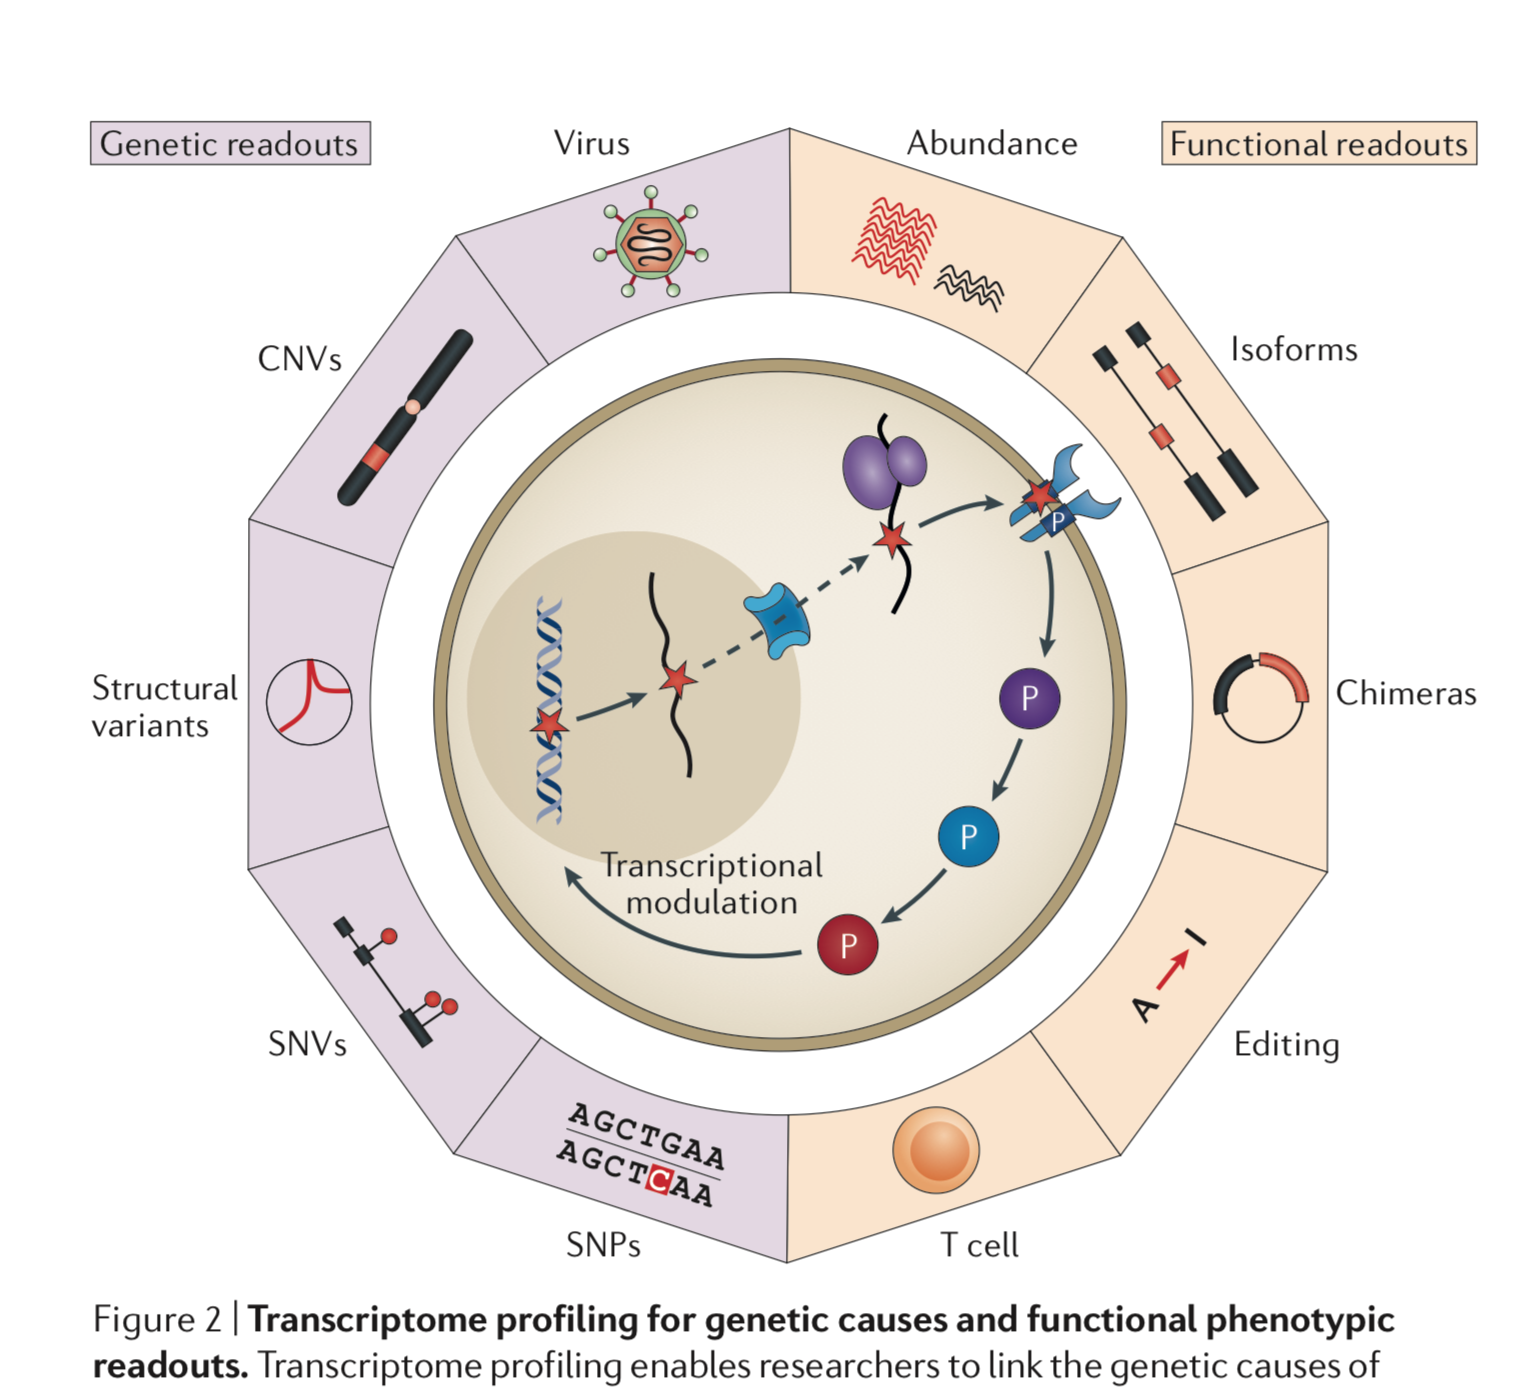 Genetic readouts
Virus
Abundance
Functional readouts
CNVs
Isoforms
P
Structural
variants
P
Chimeras
P
Transcriptional
modulation
P
A
I
SNVs
Editing
AGCTGAA
AGCTCAA
SNPs
T cell
Figure 2 | Transcriptome profiling for genetic causes and functional phenotypic
readouts. Transcriptome profiling enables researchers to link the genetic causes of